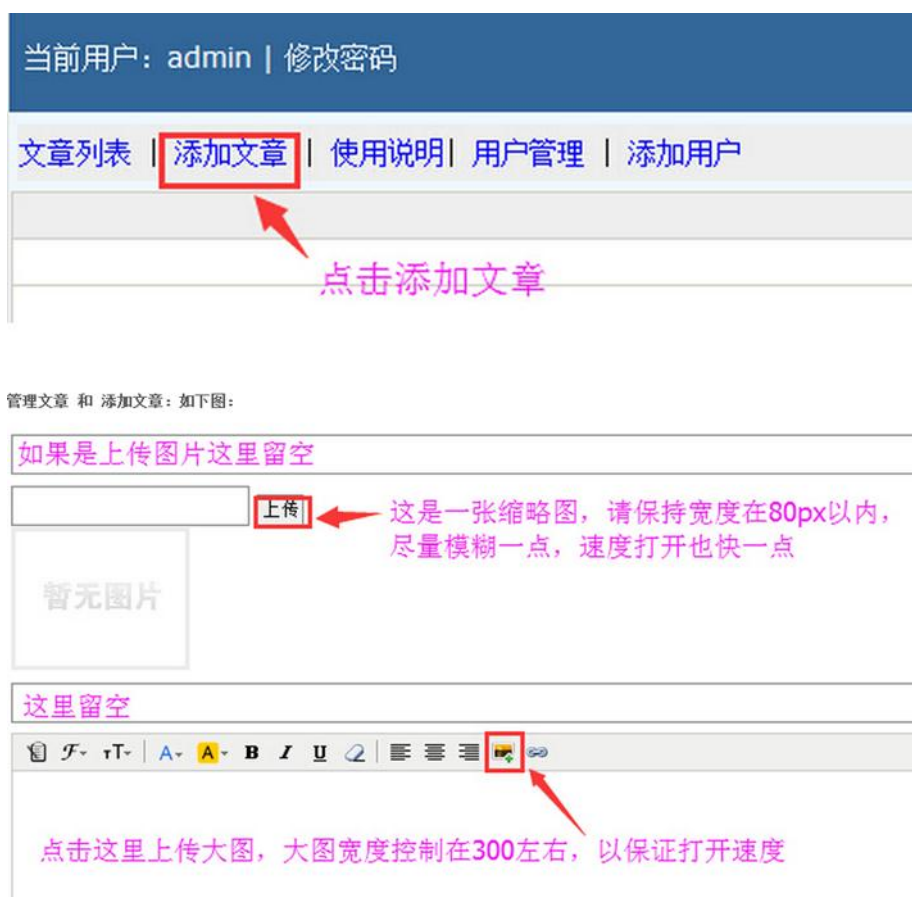 当前用户：admin | 修改密码
文章列表 | 添加文章 | 使用说明| 用户管理 | 添加用户
点击添加文章
管理文章 和 添加文章：如下图：
如果是上传图片这里留空
上传
这是一张缩略图，请保持宽度在80px以内，
尽量模糊一点，速度打开也快一点
暂无图片
这里留空
F TT A A B I U
点击这里上传大图，大图宽度控制在300左右，以保证打开速度